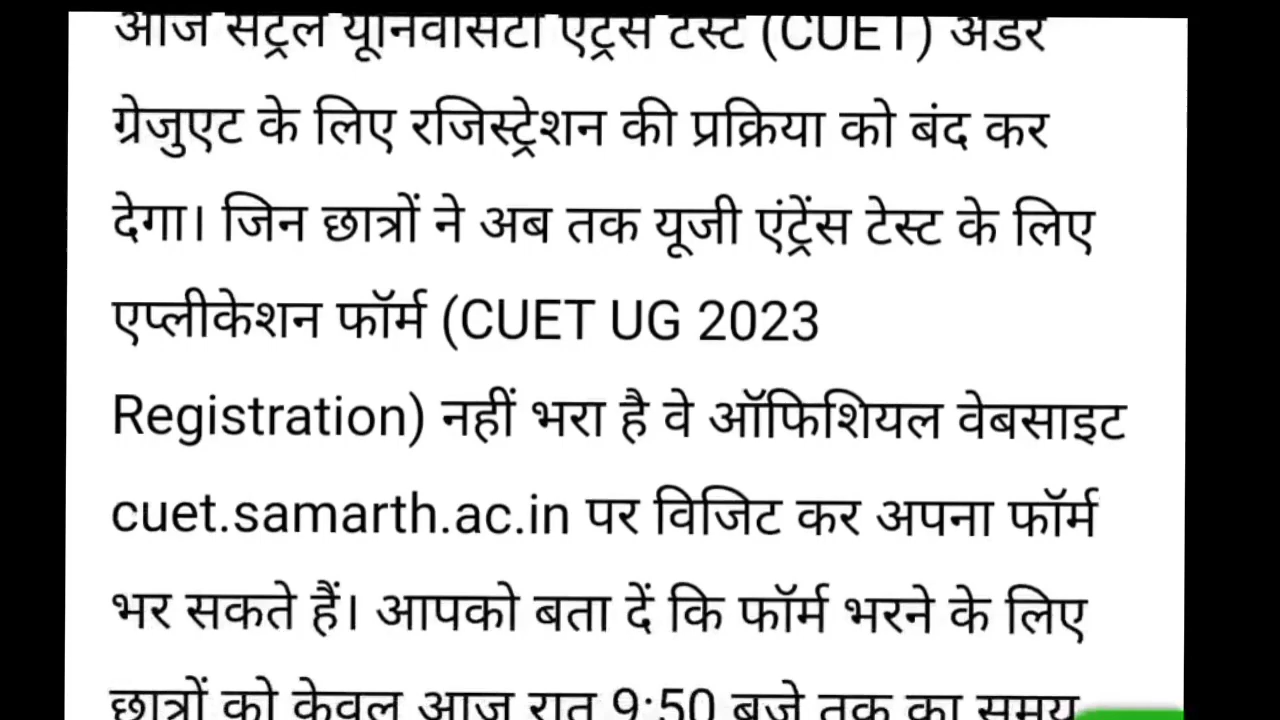 आज सेंट्रल यूनिवर्सिटी एंट्रेंस टेस्ट (CUET) अंडर
ग्रेजुएट के लिए रजिस्ट्रेशन की प्रक्रिया को बंद कर
देगा। जिन छात्रों ने अब तक यूजी एंट्रेंस टेस्ट के लिए
एप्लीकेशन फॉर्म (CUET UG 2023
Registration) नहीं भरा है वे ऑफिशियल वेबसाइट
cuet.samarth.ac.in पर विजिट कर अपना फॉर्म
भर सकते हैं। आपको बता दें कि फॉर्म भरने के लिए
छात्रों को केवल आज रात 9:50 बजे तक का समय